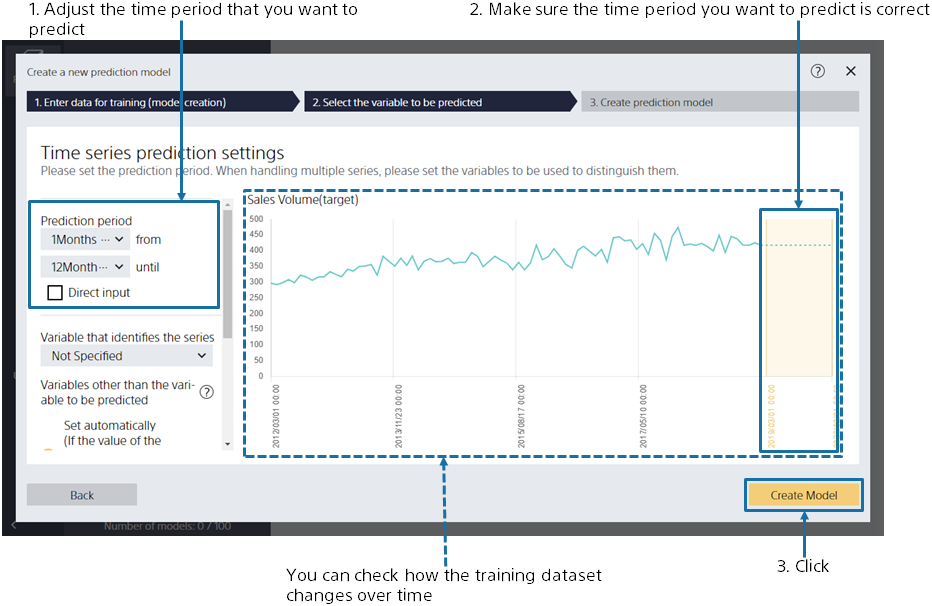 1. Adjust the time period that you want to
predict
2. Make sure the time period you want to predict is correct
Create a new prediction model
1. Enter data for training (model creation)
2. Select the variable to be predicted
3. Create prediction model
Time series prediction settings
Please set the prediction period. When handling multiple series, please set the variables to be used to distinguish them.
Prediction period
1Months ··· from
12Month··· until
Direct input
Variable that identifies the series
Not Specified
Variables other than the vari-
able to be predicted
Set automatically
(If the value of the
Sales Volume(target)
500
450
400
350
300
250
200
150
100
50
0
2012/03/01 00:00
2013/11/23 00:00
2015/08/17 00:00
2017/05/10 00:00
2019/03/01 00:00
Back
Create Model
Number of models: 0 / 100
3. Click
You can check how the training dataset
changes over time